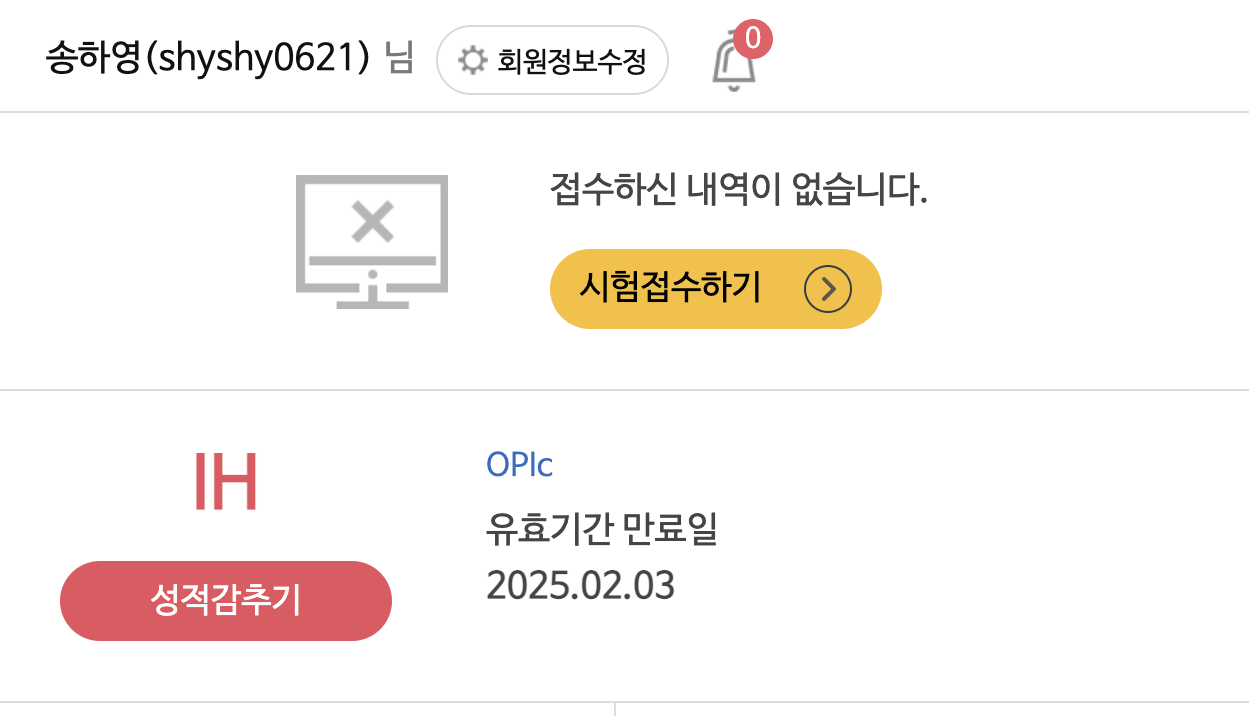 송하영(shyshy0621) 님
회원정보수정
0
접수하신 내역이 없습니다.
시험접수하기
IH
성적감추기
OPIc
유효기간 만료일
2025.02.03